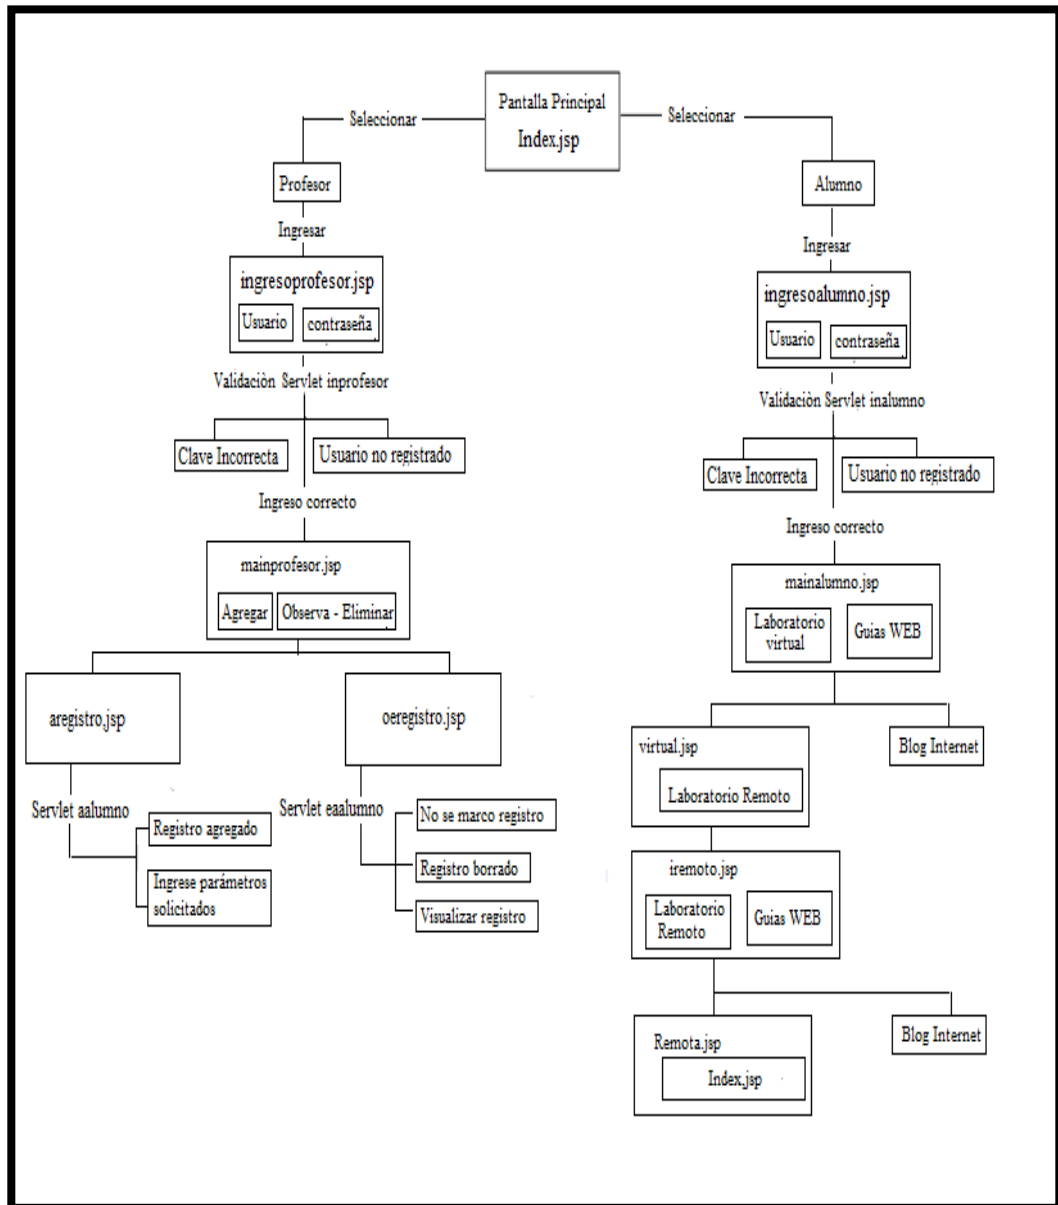 Pantalla Principal
Index.jsp
Seleccionar
Seleccionar
Profesor
Ingresar
ingresoprofesor.jsp
Usuario
contraseña
Validaciòn Servlet inprofesor
Clave Incorrecta
Usuario no registrado
Ingreso correcto
mainprofesor.jsp
Agregar
Observa - Eliminar
aregistro.jsp
oeregistro.jsp
Servlet aalumno
Registro agregado
Ingrese parámetros
solicitados
Servlet eaalumno
No se marco registro
Registro borrado
Visualizar registro
Alumno
Ingresar
ingresoalumno.jsp
Usuario
contraseña
Validaciòn Servlet inalumno
Clave Incorrecta
Usuario no registrado
Ingreso correcto
mainalumno.jsp
Laboratorio
virtual
Guias WEB
virtual.jsp
Laboratorio Remoto
Blog Internet
iremoto.jsp
Laboratorio
Remoto
Guias WEB
Remota.jsp
Index.jsp
Blog Internet